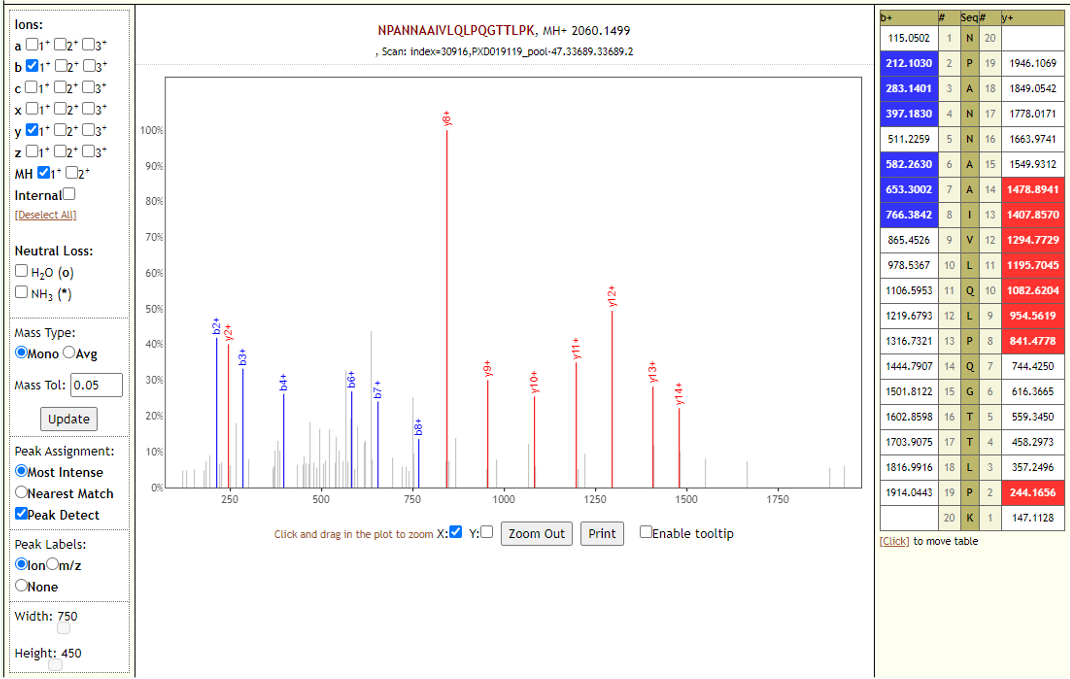 Ions:
a 1+ 2+ 3+
b 1+ 2+ 3+
c 1+ 2+ 3+
x 1+ 2+ 3+
y 1+ 2+ 3+
z 1+ 2+ 3+
MH 1+ 2+
Internal
[Deselect All]
Neutral Loss:
H2O (o)
NH3 (*)
Mass Type:
Mono Avg
Mass Tol: 0.05
Update
Peak Assignment:
Most Intense
Nearest Match
Peak Detect
Peak Labels:
Ion m/z
None
Width: 750
Height: 450
NPANNAAIVLQLPQGTTLPK, MH+ 2060.1499
, Scan: index=30916,PXD019119_pool-47.33689.33689.2
100%
90%
80%
70%
60%
50%
40%
30%
20%
10%
0%
b2+
y2+
b3+
b4+
b6+
b7+
b8+
y8+
y9+
y10+
y11+
y12+
y13+
y14+
250 500 750 1000 1250 1500 1750
Click and drag in the plot to zoom X: Y: Zoom Out Print Enable tooltip
b+ # Seq # y+
115.0502 1 N 20
212.1030 2 P 19 1946.1069
283.1401 3 A 18 1849.0542
397.1830 4 N 17 1778.0171
511.2259 5 N 16 1663.9741
582.2630 6 A 15 1549.9312
653.3002 7 A 14 1478.8941
766.3842 8 I 13 1407.8570
865.4526 9 V 12 1294.7729
978.5367 10 L 11 1195.7045
1106.5953 11 Q 10 1082.6204
1219.6793 12 L 9 954.5619
1316.7321 13 P 8 841.4778
1444.7907 14 Q 7 744.4250
1501.8122 15 G 6 616.3665
1602.8598 16 T 5 559.3450
1703.9075 17 T 4 458.2973
1816.9916 18 L 3 357.2496
1914.0443 19 P 2 244.1656
20 K 1 147.1128
[Click] to move table